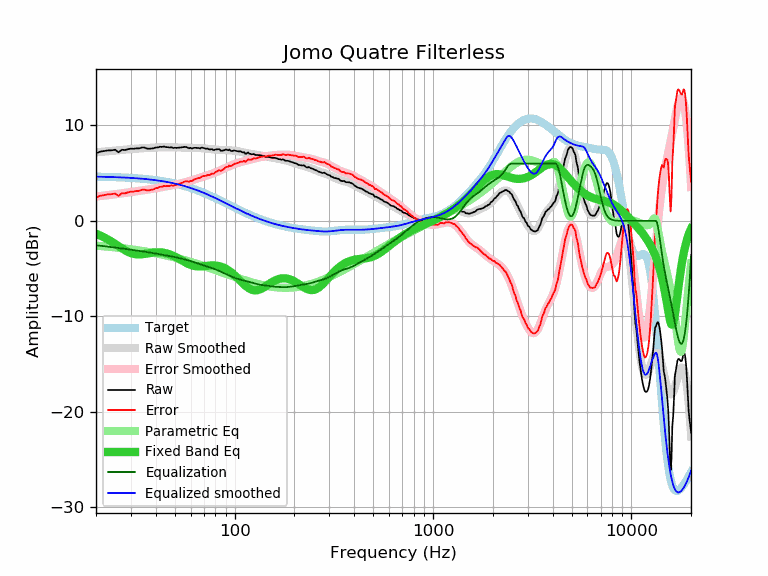 Jomo Quatre Filterless
10
0
−10
−20
−30
Amplitude (dBr)
Target
Raw Smoothed
Error Smoothed
Raw
Error
Parametric Eq
Fixed Band Eq
Equalization
Equalized smoothed
100
1000
10000
Frequency (Hz)